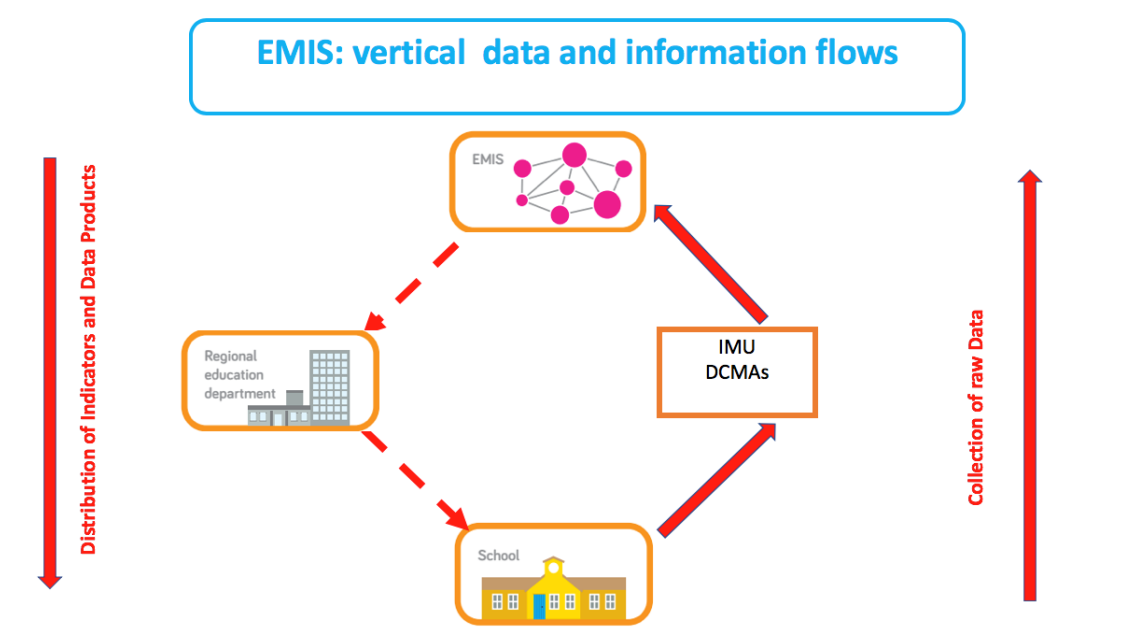 EMIS: vertical  data and information flows
EMIS
Distribution of Indicators and Data Products
Regional
education
department
IMU
DCMAs
Collection of raw Data
School